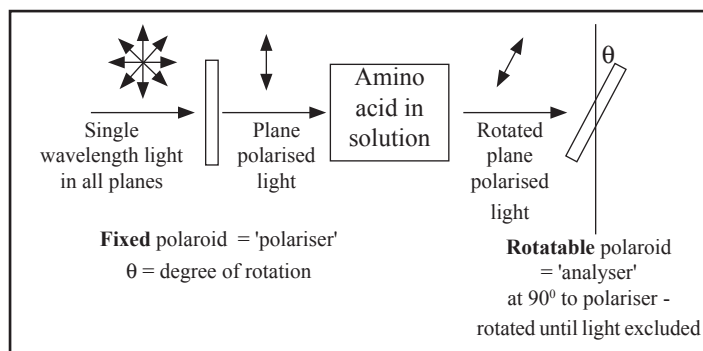 θ
Amino
acid in
solution
Single
wavelength light
in all planes
Plane
polarised
light
Rotated
plane
polarised
light
Fixed polaroid = 'polariser'
θ = degree of rotation
Rotatable polaroid
= 'analyser'
at 90⁰ to polariser -
rotated until light excluded